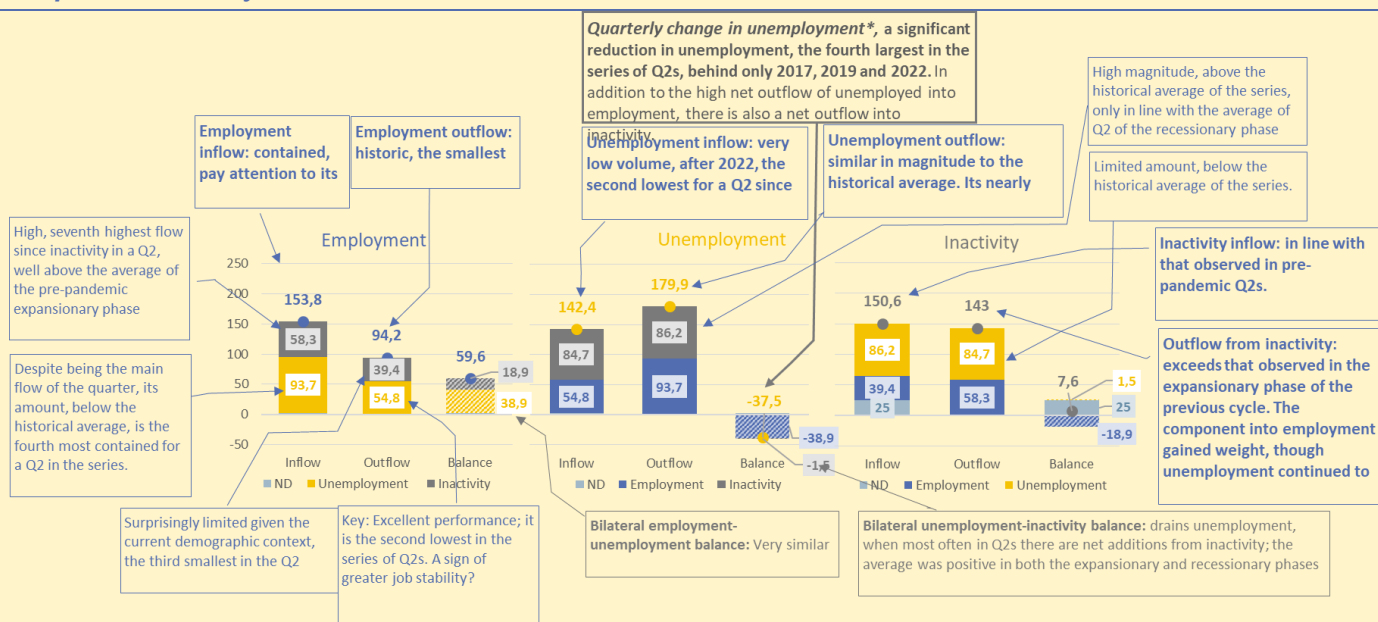 Quarterly change in unemployment*, a significant
reduction in unemployment, the fourth largest in the
series of Q2s, behind only 2017, 2019 and 2022. In
addition to the high net outflow of unemployed into
employment, there is also a net outflow into
inactivity
High magnitude, above the
historical average of the series,
only in line with the average of
Q2 of the recessionary phase
Employment
inflow: contained,
pay attention to its
Employment outflow:
historic, the smallest
Unemployment inflow: very
low volume, after 2022, the
second lowest for a Q2 since
Unemployment outflow:
similar in magnitude to the
historical average. Its nearly
Limited amount, below the
historical average of the series.
High, seventh highest flow
since inactivity in a Q2,
well above the average of
the pre-pandemic
expansionary phase
Inactivity inflow: in line with
that observed in pre-
pandemic Q2s.
Despite being the main
flow of the quarter, its
amount, below the
historical average, is the
fourth most contained for
a Q2 in the series.
Outflow from inactivity:
exceeds that observed in the
expansionary phase of the
previous cycle. The
component into employment
gained weight, though
unemployment continued to
Employment
250
200
150
100
50
0
-50
153,8
58,3
93,7
94,2
39,4
54,8
59,6
18,9
38,9
Inflow
Outflow
Balance
ND
Unemployment
Inactivity
Unemployment
142,4
84,7
54,8
179,9
86,2
93,7
-37,5
-38,9
-1,5
Inflow
Outflow
Balance
ND
Employment
Inactivity
Inactivity
150,6
86,2
39,4
25
143
84,7
58,3
7,6
1,5
25
-18,9
Inflow
Outflow
Balance
ND
Employment
Unemployment
Surprisingly limited given the
current demographic context,
the third smallest in the Q2
Key: Excellent performance; it
is the second lowest in the
series of Q2s. A sign of
greater job stability?
Bilateral employment-
unemployment balance: Very similar
Bilateral unemployment-inactivity balance: drains unemployment,
when most often in Q2s there are net additions from inactivity; the
average was positive in both the expansionary and recessionary phases